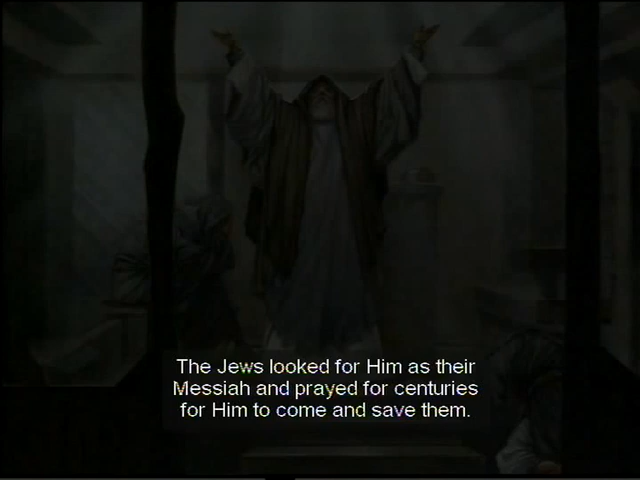 The Jews looked for Him as their
Messiah and prayed for centuries
for Him to come and save them.